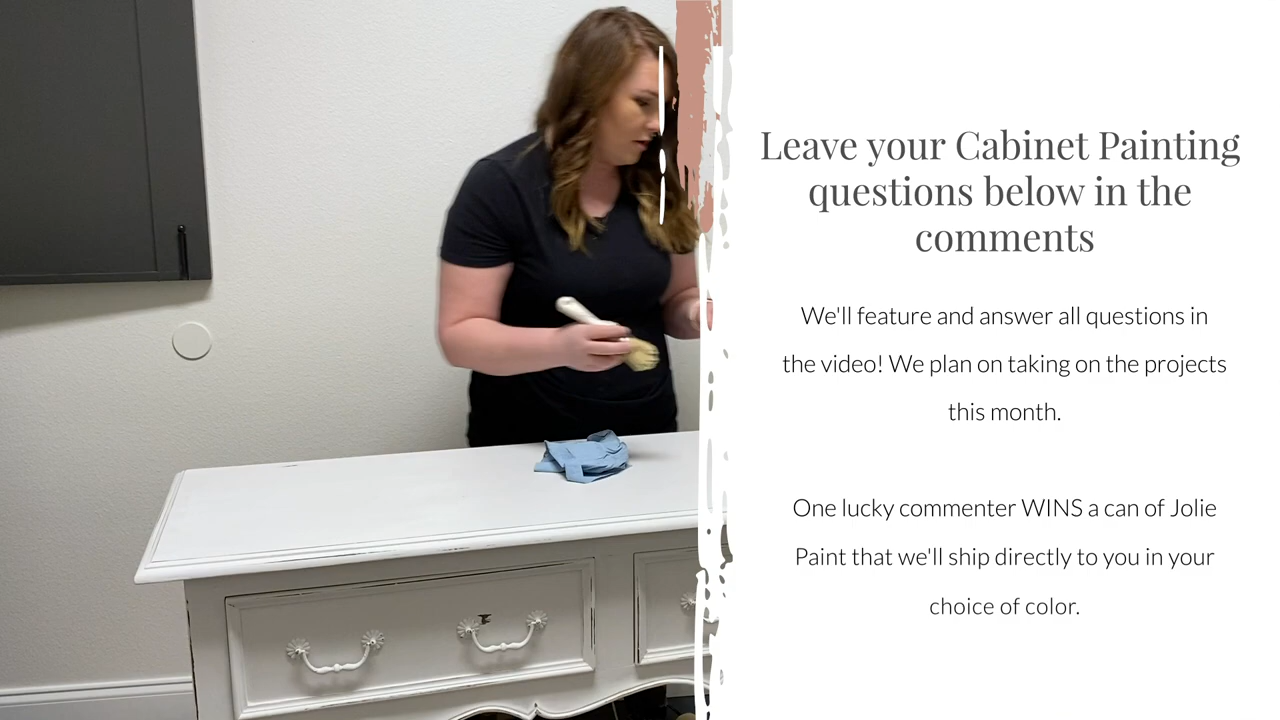 Leave your Cabinet Painting
questions below in the
comments
We'll feature and answer all questions in
the video! We plan on taking on the projects
this month.
One lucky commenter WINS a can of Jolie
Paint that we'll ship directly to you in your
choice of color.